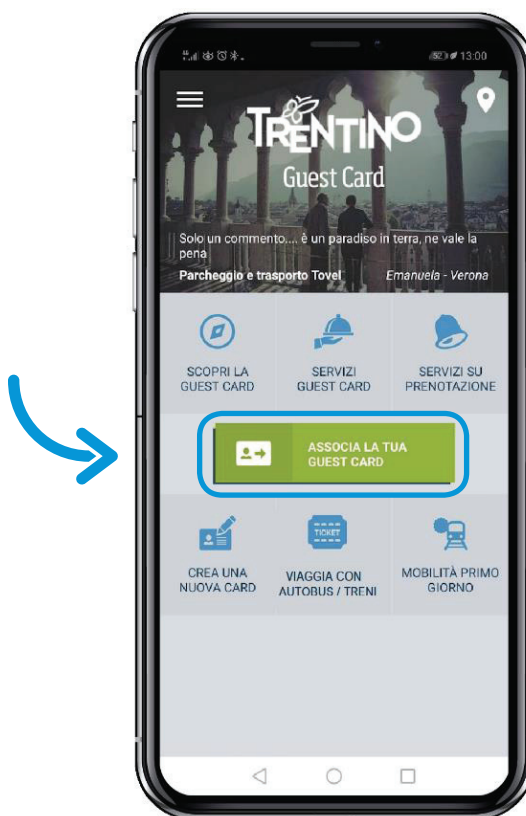 52 13:00
TRENTINO
Guest Card
Solo un commento.... è un paradiso in terra, ne vale la
pena
Parcheggio e trasporto Tovel Emanuela - Verona
SCOPRI LA
GUEST CARD
SERVIZI
GUEST CARD
SERVIZI SU
PRENOTAZIONE
ASSOCIA LA TUA
GUEST CARD
TICKET
CREA UNA
NUOVA CARD
VIAGGIA CON
AUTOBUS / TRENI
MOBILITÀ PRIMO
GIORNO